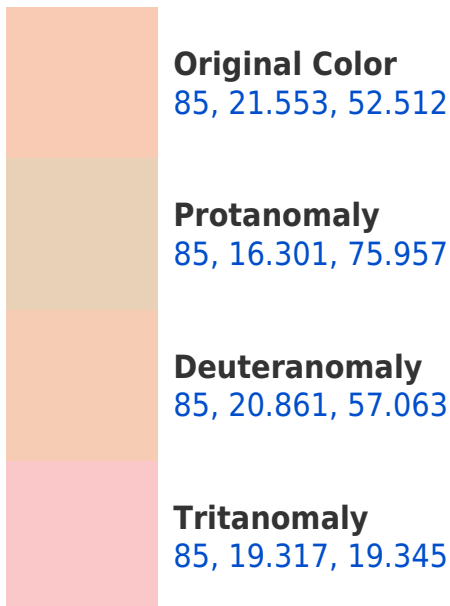 Original Color
85, 21.553, 52.512
Protanomaly
85, 16.301, 75.957
Deuteranomaly
85, 20.861, 57.063
Tritanomaly
85, 19.317, 19.345